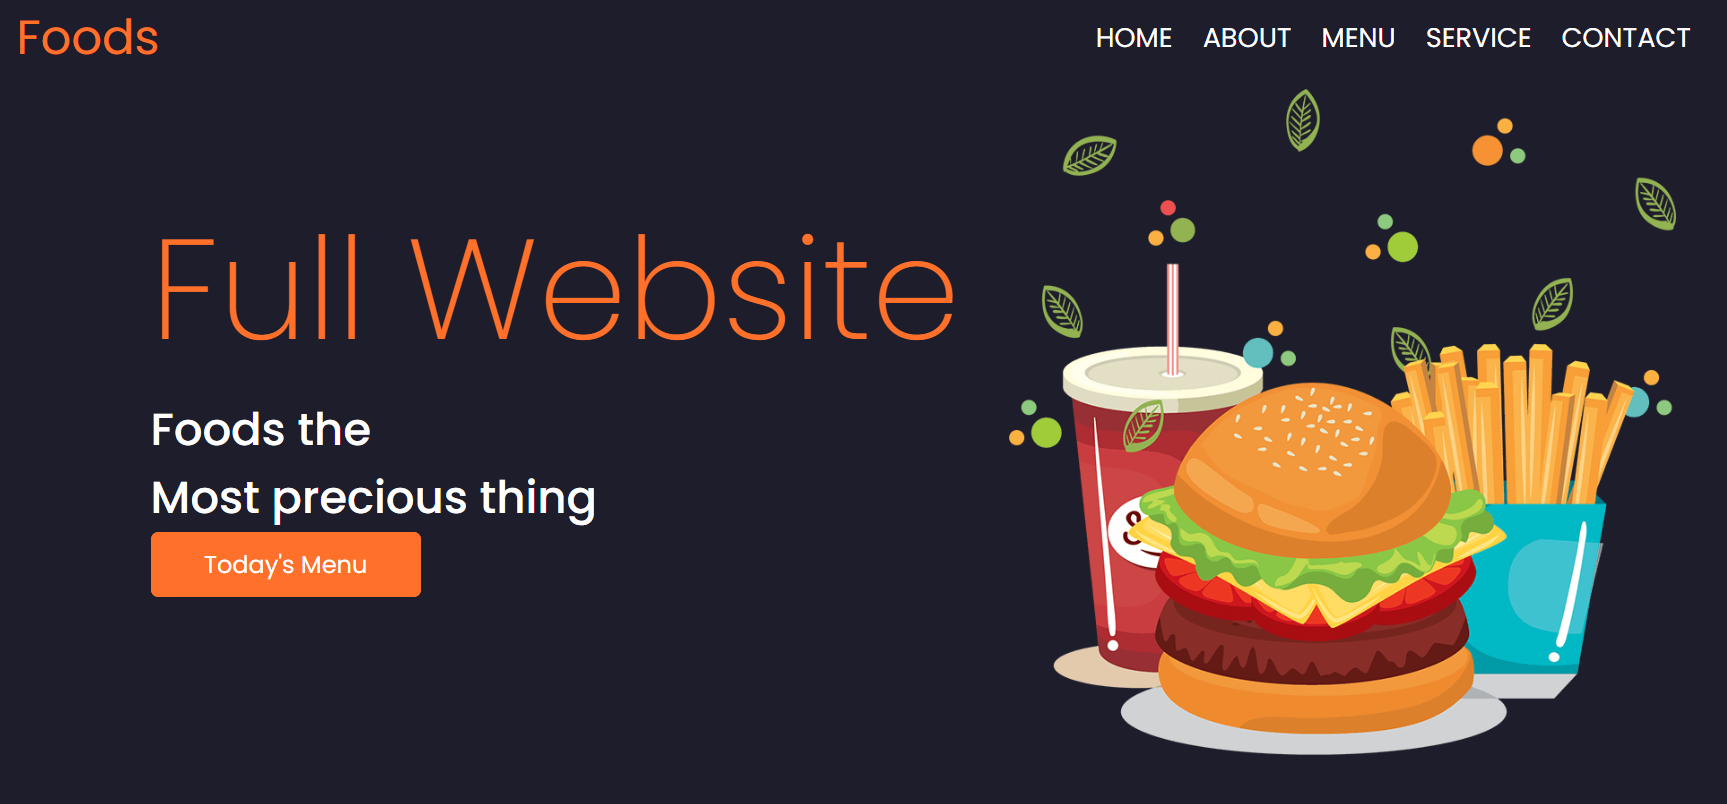 Foods
HOME ABOUT MENU SERVICE CONTACT
Full Website
Foods the
Most precious thing
Today's Menu